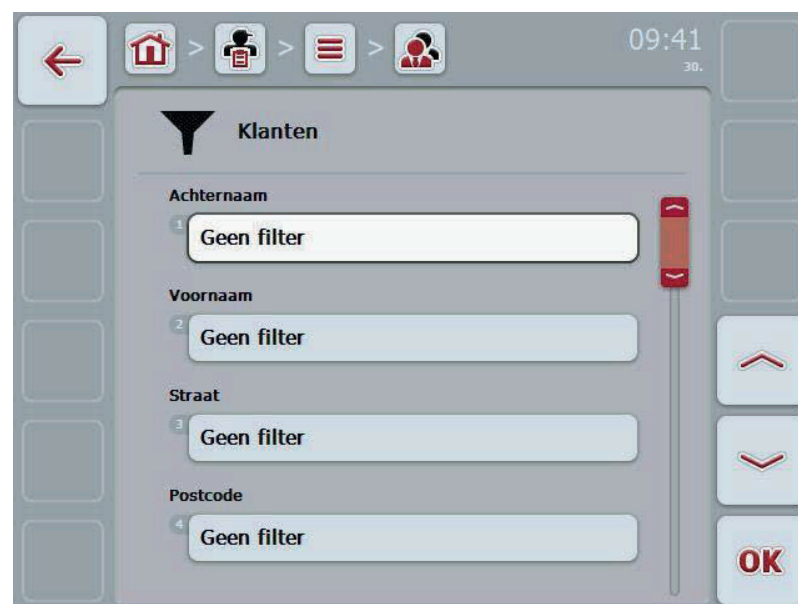 > > >
09:41
30.
Klanten
Achternaam
1 Geen filter
Voornaam
2 Geen filter
Straat
3 Geen filter
Postcode
4 Geen filter
OK